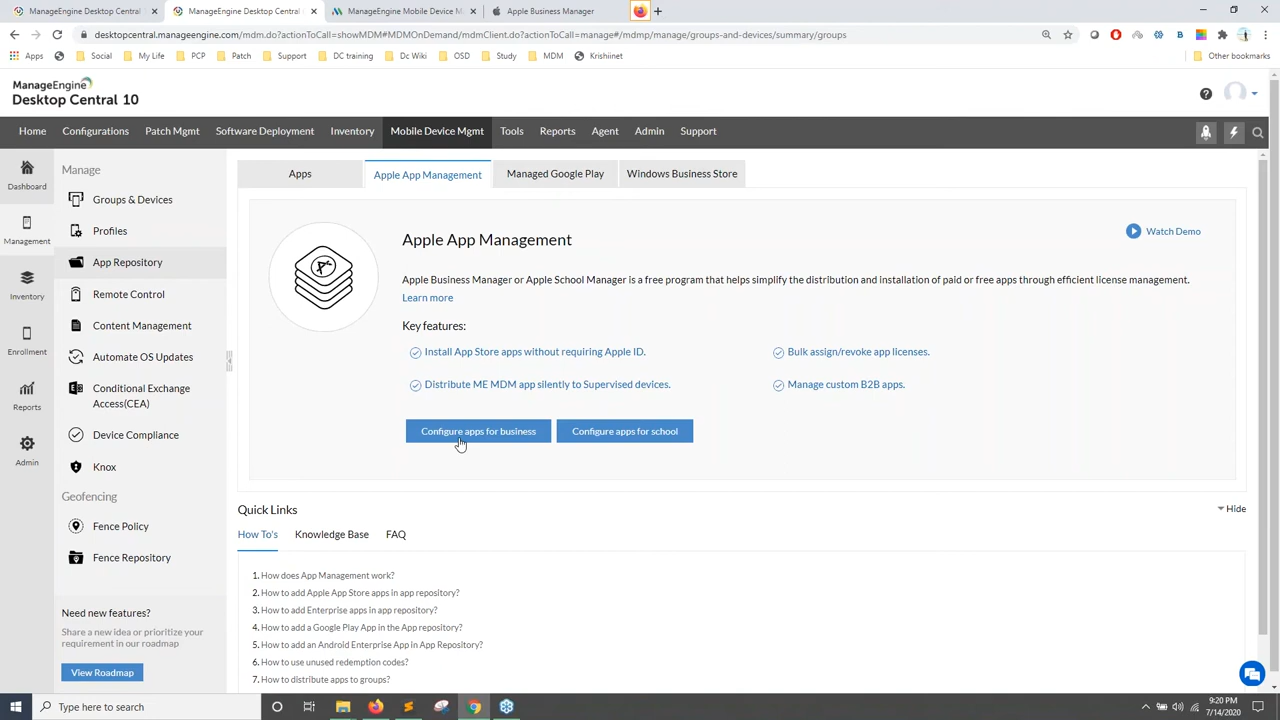 ManageEngine Desktop Central
ManageEngine Desktop Central
ManageEngine Mobile Device M
Apple Business Manager
desktopcentral.manageengine.com/mdm.do?actionToCall=showMDM#MDMOnDemand/mdmClient.do?actionToCall=manage#/mdmp/manage/groups-and-devices/summary/groups
Apps
Social
My Life
PCP
Patch
Support
DC training
Dc Wiki
OSD
Study
MDM
Krishiinet
Other bookmarks
ManageEngine
Desktop Central 10
Home
Configurations
Patch Mgmt
Software Deployment
Inventory
Mobile Device Mgmt
Tools
Reports
Agent
Admin
Support
Dashboard
Management
Inventory
Enrollment
Reports
Admin
Manage
Groups & Devices
Profiles
App Repository
Remote Control
Content Management
Automate OS Updates
Conditional Exchange
Access(CEA)
Device Compliance
Knox
Geofencing
Fence Policy
Fence Repository
Need new features?
Share a new idea or prioritize your
requirement in our roadmap
View Roadmap
Apps
Apple App Management
Managed Google Play
Windows Business Store
Apple App Management
Watch Demo
Apple Business Manager or Apple School Manager is a free program that helps simplify the distribution and installation of paid or free apps through efficient license management.
Learn more
Key features:
Install App Store apps without requiring Apple ID.
Bulk assign/revoke app licenses.
Distribute ME MDM app silently to Supervised devices.
Manage custom B2B apps.
Configure apps for business
Configure apps for school
Quick Links
Hide
How To's
Knowledge Base
FAQ
1. How does App Management work?
2. How to add Apple App Store apps in app repository?
3. How to add Enterprise apps in app repository?
4. How to add a Google Play App in the App repository?
5. How to add an Android Enterprise App in App Repository?
6. How to use unused redemption codes?
7. How to distribute apps to groups?
Type here to search
9:20 PM
7/14/2020